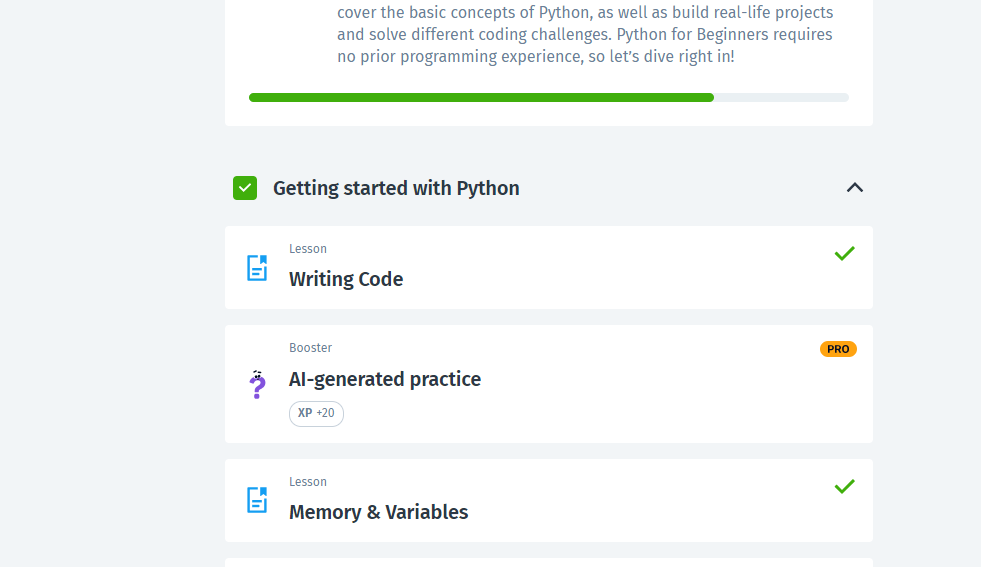 cover the basic concepts of Python, as well as build real-life projects
and solve different coding challenges. Python for Beginners requires
no prior programming experience, so let’s dive right in!
Getting started with Python
Lesson
Writing Code
Booster
PRO
AI-generated practice
XP +20
Lesson
Memory & Variables